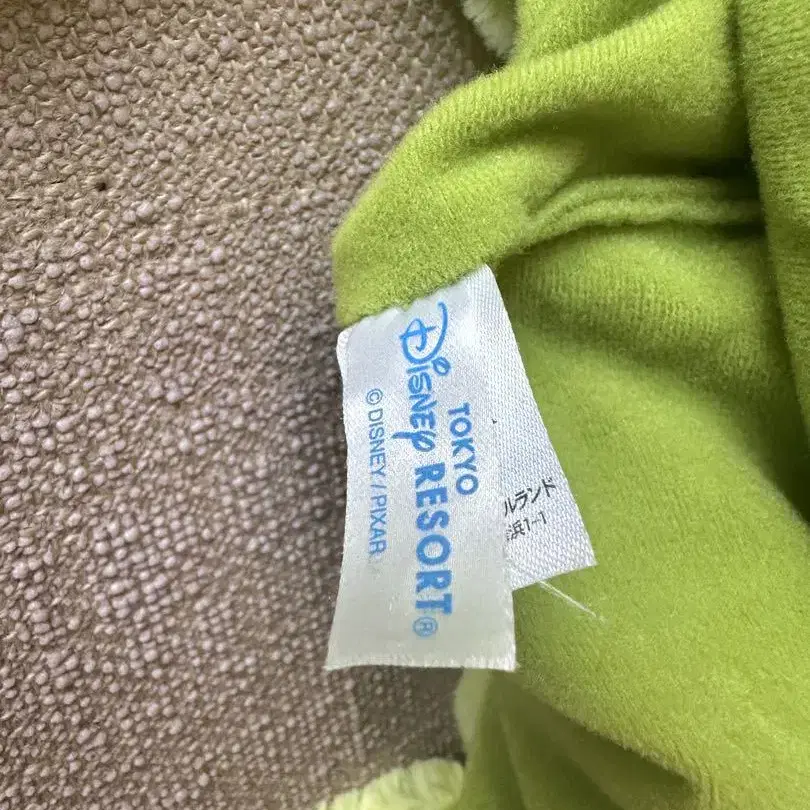 TOKYO
DISNEY RESORT®
© DISNEY/PIXAR
ルランド
浜1-1